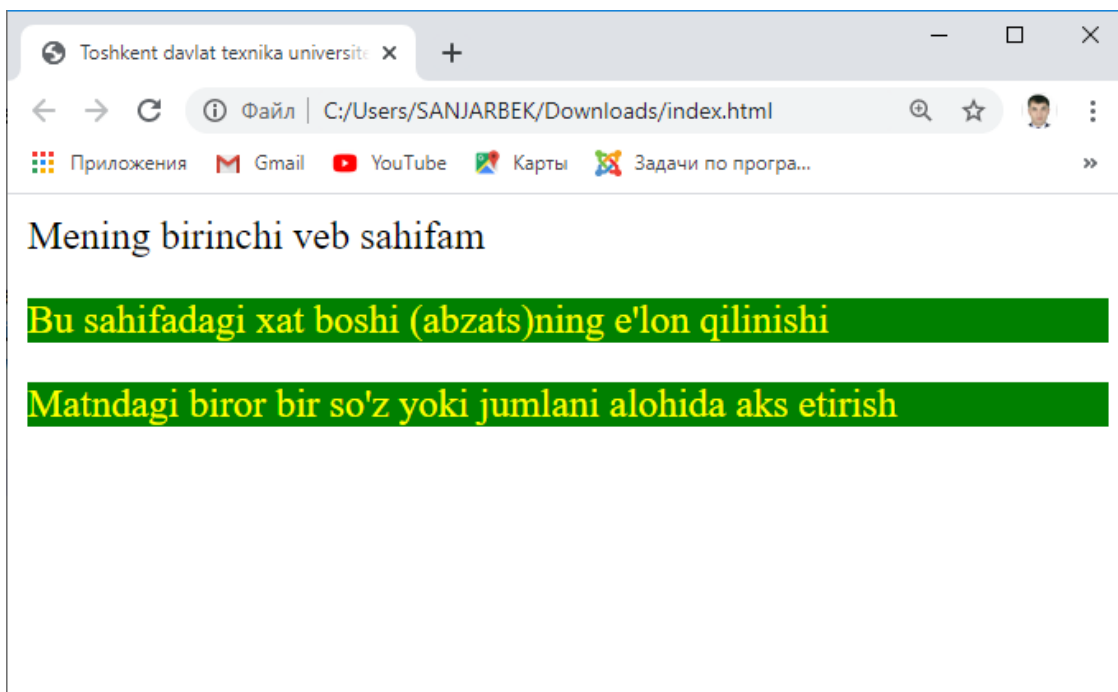 Toshkent davlat texnika universite
Файл C:/Users/SANJARBEK/Downloads/index.html
Приложения Gmail YouTube Карты Задачи по програ...
Mening birinchi veb sahifam
Bu sahifadagi xat boshi (abzats)ning e'lon qilinishi
Matndagi biror bir so'z yoki jumlani alohida aks etirish